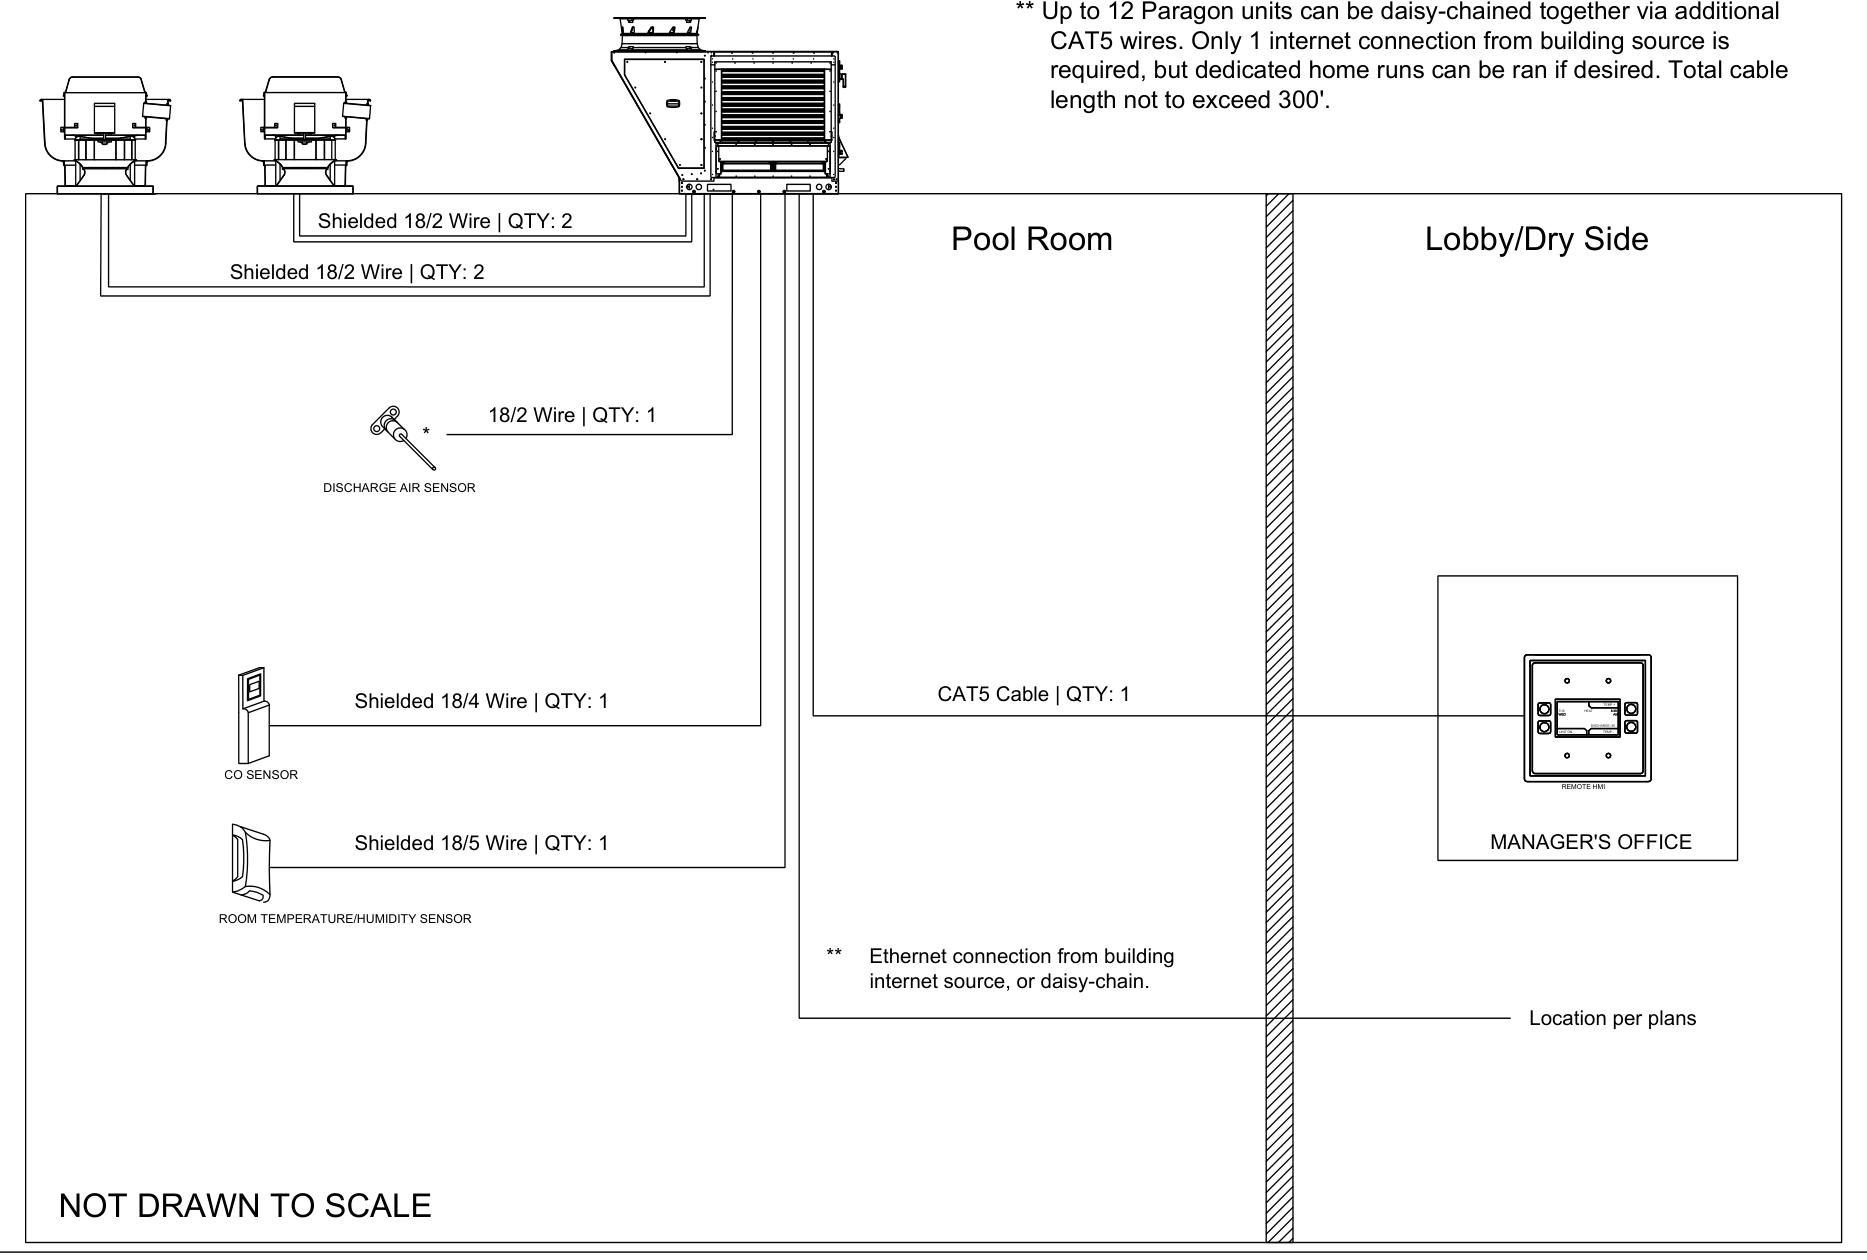 ** Up to 12 Paragon units can be daisy-chained together via additional
CAT5 wires. Only 1 internet connection from building source is
required, but dedicated home runs can be ran if desired. Total cable
length not to exceed 300'.
Shielded 18/2 Wire | QTY: 2
Pool Room
Lobby/Dry Side
Shielded 18/2 Wire | QTY: 2
18/2 Wire | QTY: 1
*
DISCHARGE AIR SENSOR
CAT5 Cable | QTY: 1
Shielded 18/4 Wire | QTY: 1
CO SENSOR
REMOTE HMI
MANAGER'S OFFICE
Shielded 18/5 Wire | QTY: 1
ROOM TEMPERATURE/HUMIDITY SENSOR
** Ethernet connection from building
internet source, or daisy-chain.
Location per plans
NOT DRAWN TO SCALE